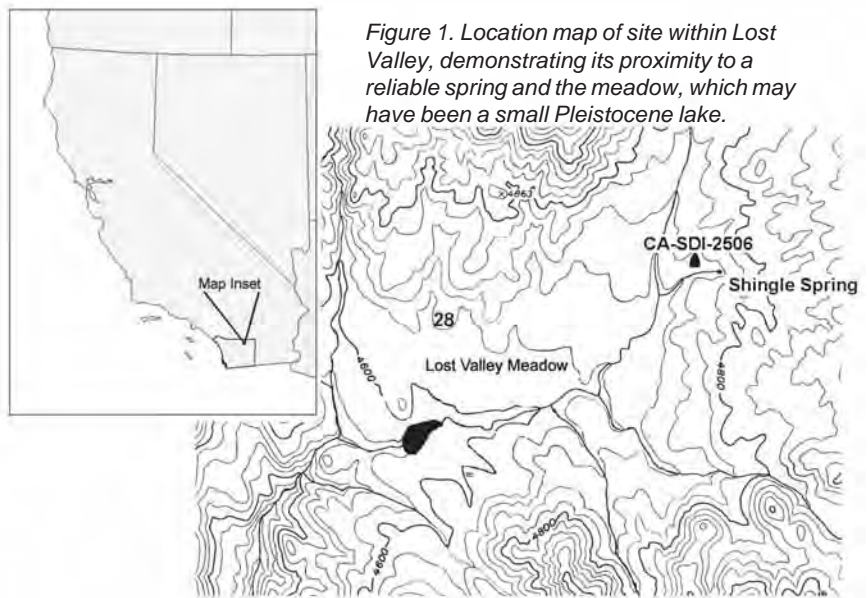 Figure 1. Location map of site within Lost
Valley, demonstrating its proximity to a
reliable spring and the meadow, which may
have been a small Pleistocene lake.
Map Inset
x4863
CA-SDI-2506
Shingle Spring
28
4600
Lost Valley Meadow
4800
4800
4600